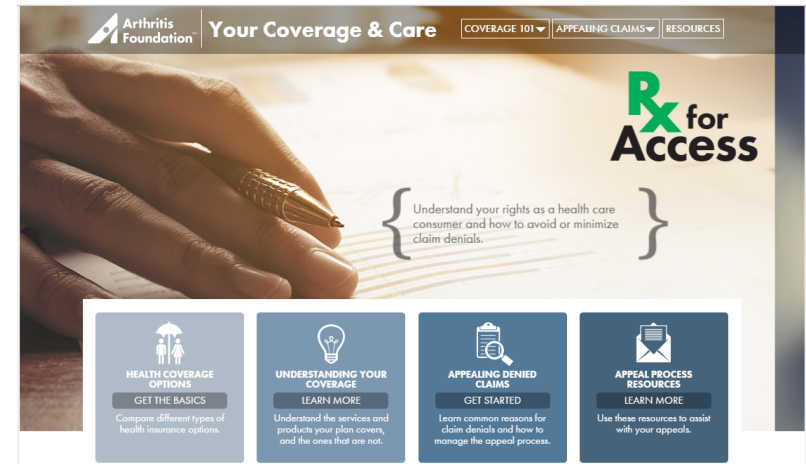 Arthritis
Foundation
Your Coverage & Care
COVERAGE 101
APPEALING CLAIMS
RESOURCES
Rx for
Access
Understand your rights as a health care
consumer and how to avoid or minimize
claim denials.
HEALTH COVERAGE
OPTIONS
GET THE BASICS
Compare different types of
health insurance options.
UNDERSTANDING YOUR
COVERAGE
LEARN MORE
Understand the services and
products your plan covers,
and the ones that are not.
APPEALING DENIED
CLAIMS
GET STARTED
Learn common reasons for
claim denials and how to
manage the appeal process.
APPEAL PROCESS
RESOURCES
LEARN MORE
Use these resources to assist
with your appeals.